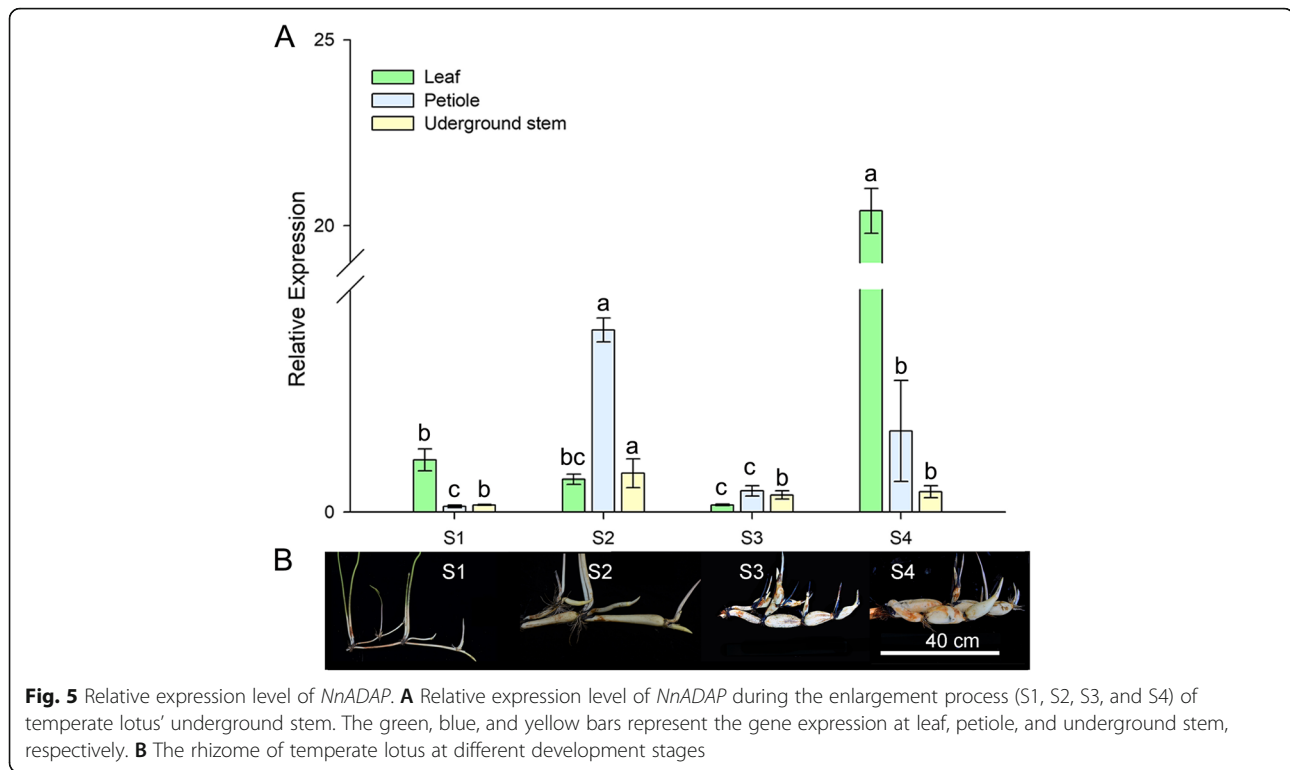 A
25
Leaf
Petiole
Uderground stem
Relative Expression
20
0
b
c
b
bc
a
a
c
c
b
a
b
b
S1
S2
S3
S4
B
S1
S2
S3
S4
40 cm
Fig. 5 Relative expression level of NnADAP. A Relative expression level of NnADAP during the enlargement process (S1, S2, S3, and S4) of
temperate lotus' underground stem. The green, blue, and yellow bars represent the gene expression at leaf, petiole, and underground stem,
respectively. B The rhizome of temperate lotus at different development stages